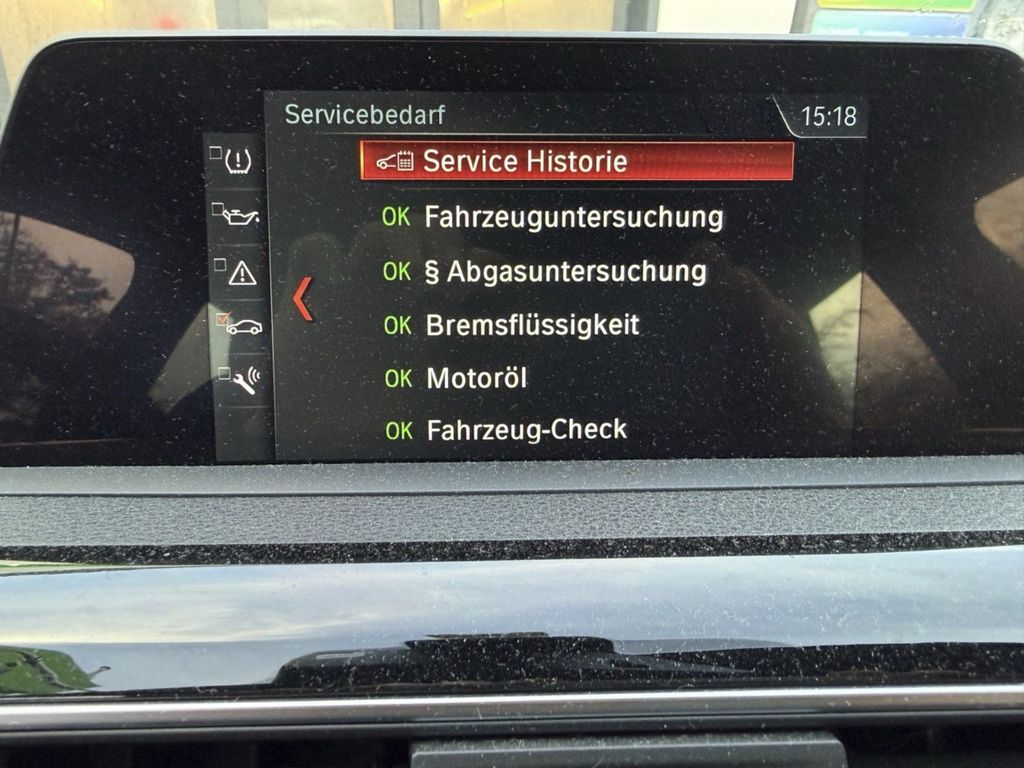 Servicebedarf
15:18
Service Historie
OK Fahrzeuguntersuchung
OK § Abgasuntersuchung
OK Bremsflüssigkeit
OK Motoröl
OK Fahrzeug-Check